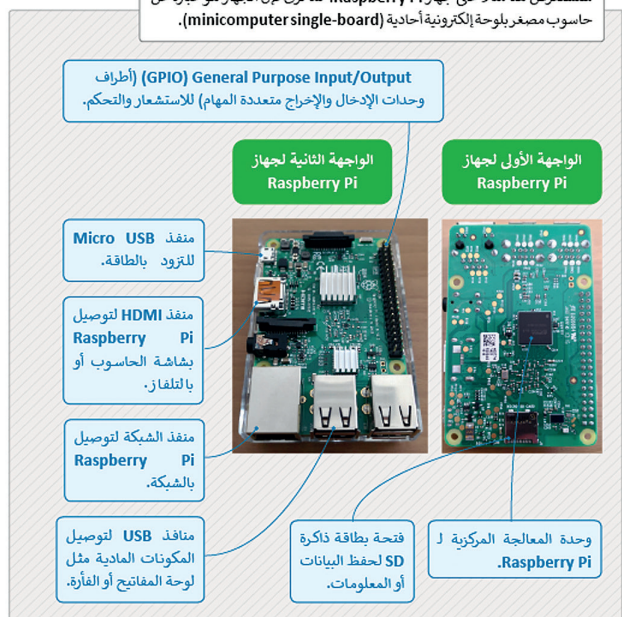 حاسوب مصغر بلوحة إلكترونية أحادية (minicomputer single-board).
General Purpose Input/Output (GPIO) (أطراف
وحدات الإدخال والإخراج متعددة المهام) للاستشعار والتحكم.
الواجهة الأولى لجهاز
Raspberry Pi
الواجهة الثانية لجهاز
Raspberry Pi
منفذ Micro USB
للتزود بالطاقة.
منفذ HDMI لتوصيل
Raspberry Pi
بشاشة الحاسوب أو
بالتلفاز.
منفذ الشبكة لتوصيل
Raspberry Pi
بالشبكة.
منافذ USB لتوصيل
المكونات المادية مثل
لوحة المفاتيح أو الفأرة.
فتحة بطاقة ذاكرة
SD لحفظ البيانات
أو المعلومات.
وحدة المعالجة المركزية لـ
Raspberry Pi.